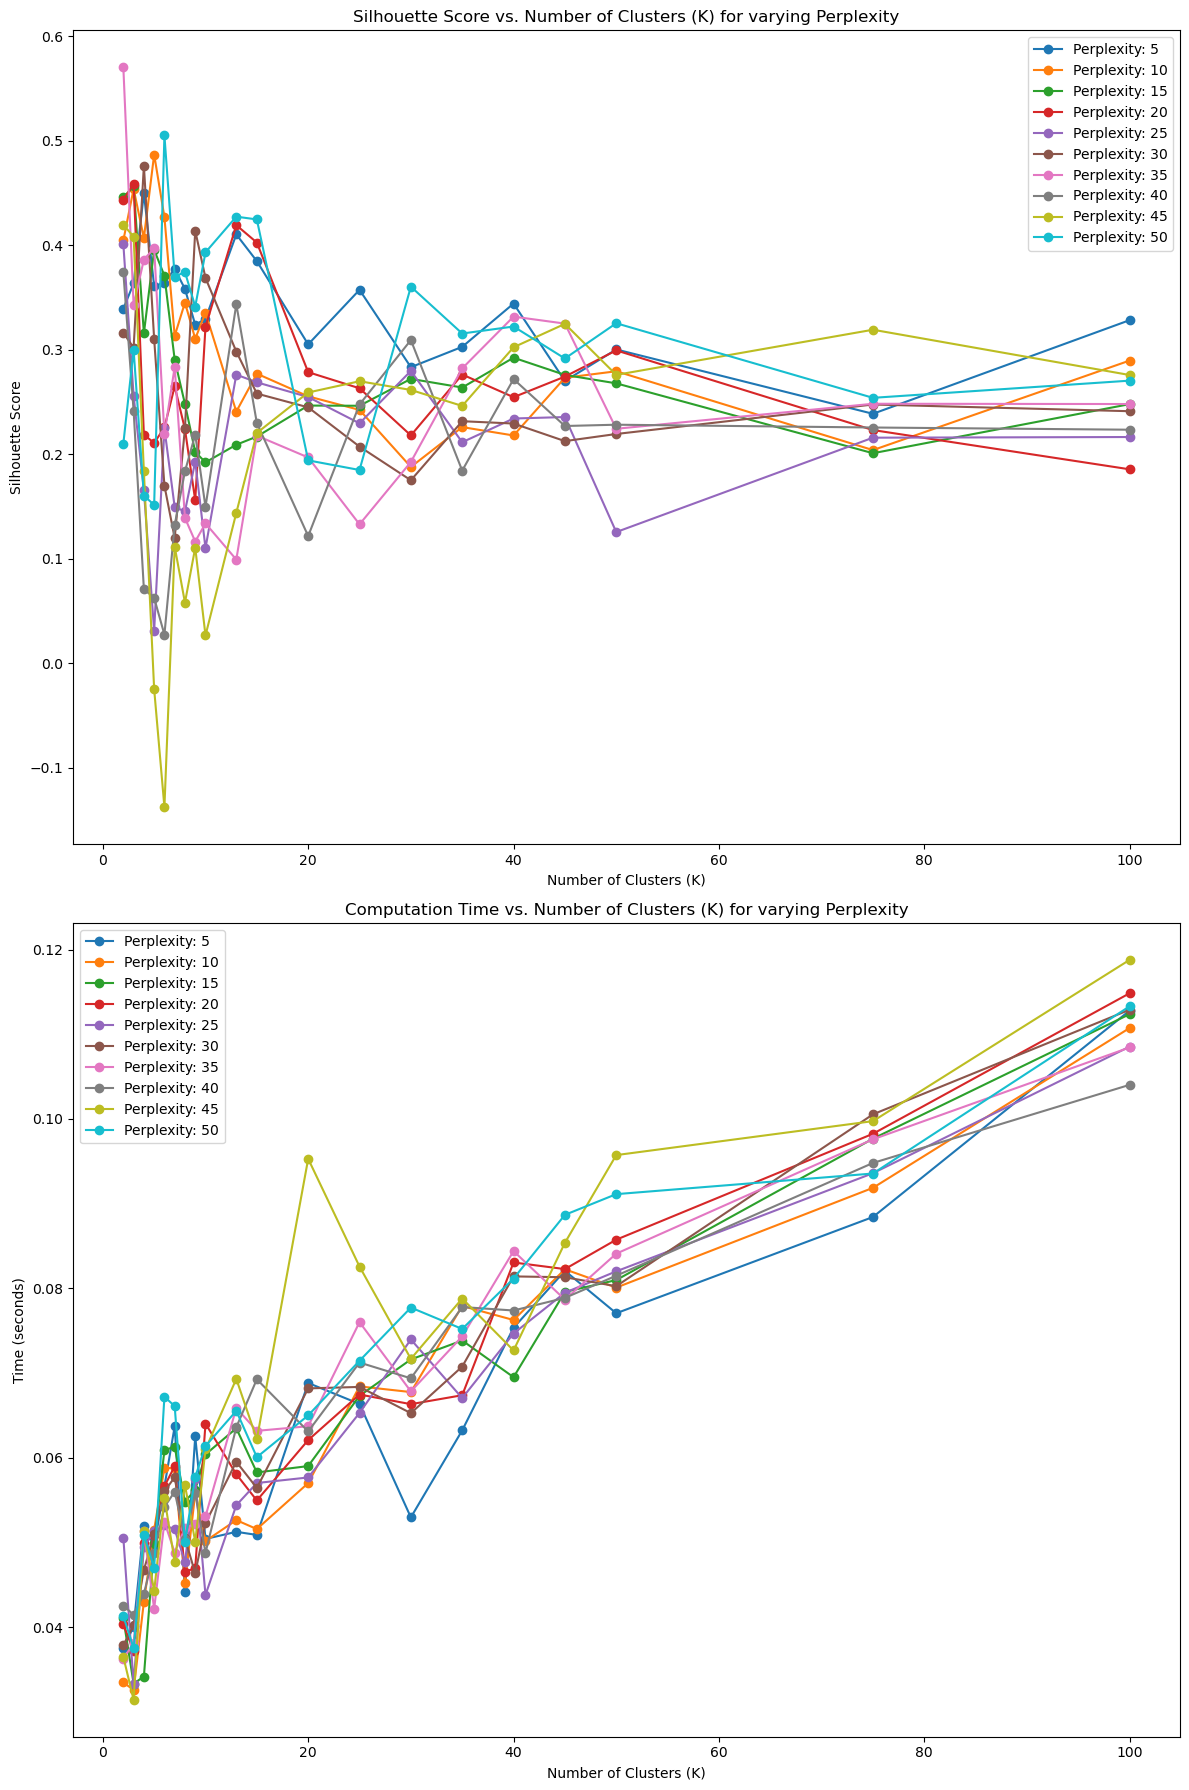 Silhouette Score vs. Number of Clusters (K) for varying Perplexity
0.6
0.5
0.4
0.3
0.2
0.1
0.0
−0.1
Silhouette Score
Perplexity: 5
Perplexity: 10
Perplexity: 15
Perplexity: 20
Perplexity: 25
Perplexity: 30
Perplexity: 35
Perplexity: 40
Perplexity: 45
Perplexity: 50
0 20 40 60 80 100
Number of Clusters (K)
Computation Time vs. Number of Clusters (K) for varying Perplexity
0.12
0.10
0.08
0.06
0.04
Time (seconds)
Perplexity: 5
Perplexity: 10
Perplexity: 15
Perplexity: 20
Perplexity: 25
Perplexity: 30
Perplexity: 35
Perplexity: 40
Perplexity: 45
Perplexity: 50
0 20 40 60 80 100
Number of Clusters (K)